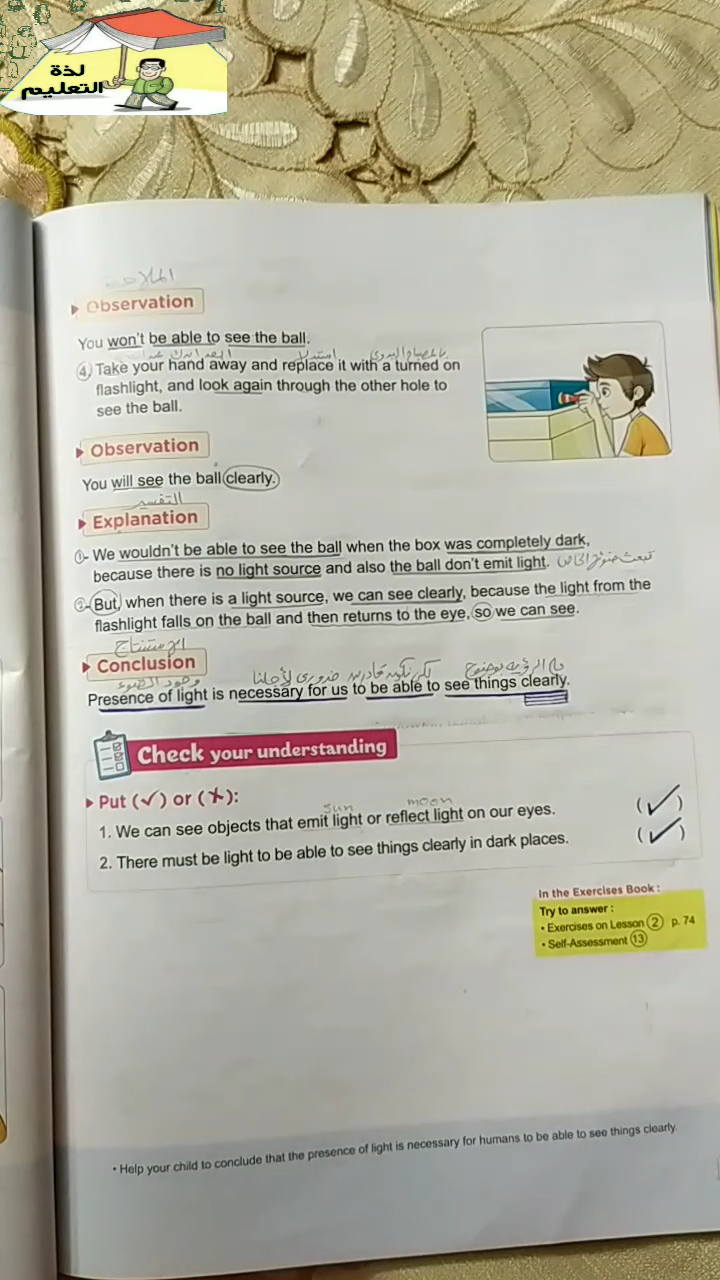 لذة
التعليم
Observation
You won't be able to see the ball.
4 Take your hand away and replace it with a turned on
flashlight, and look again through the other hole to
see the ball.
Observation
You will see the ball clearly.
التفسير
Explanation
1- We wouldn't be able to see the ball when the box was completely dark,
because there is no light source and also the ball don't emit light.
2- But, when there is a light source, we can see clearly, because the light from the
flashlight falls on the ball and then returns to the eye, so we can see.
الاستنتاج
Conclusion
وجود الضوء ضرورى لأجلنا لكى نكون قادرين
Presence of light is necessary for us to be able to see things clearly.
Check your understanding
Put (✓) or (✗):
sun moon
1. We can see objects that emit light or reflect light on our eyes. (✓)
2. There must be light to be able to see things clearly in dark places. (✓)
In the Exercises Book :
Try to answer :
• Exercises on Lesson 2 p. 74
• Self-Assessment 13
• Help your child to conclude that the presence of light is necessary for humans to be able to see things clearly.